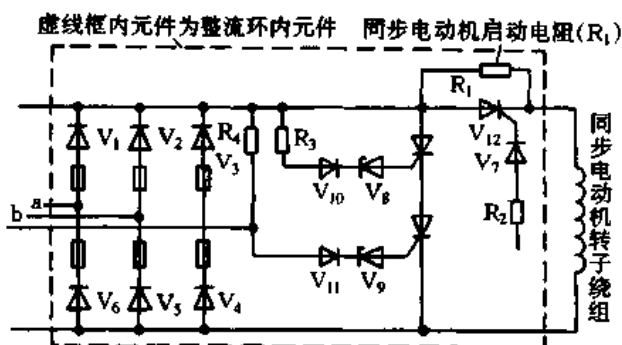 虚线框内元件为整流环内元件 同步电动机启动电阻(R₁)
R₁
V₁ V₂ V₃ R₄ R₃ V₁₂
V₇
a
b
V₁₀ V₈
R₂
V₁₁ V₉
V₆ V₅ V₄
同步电动机转子绕组